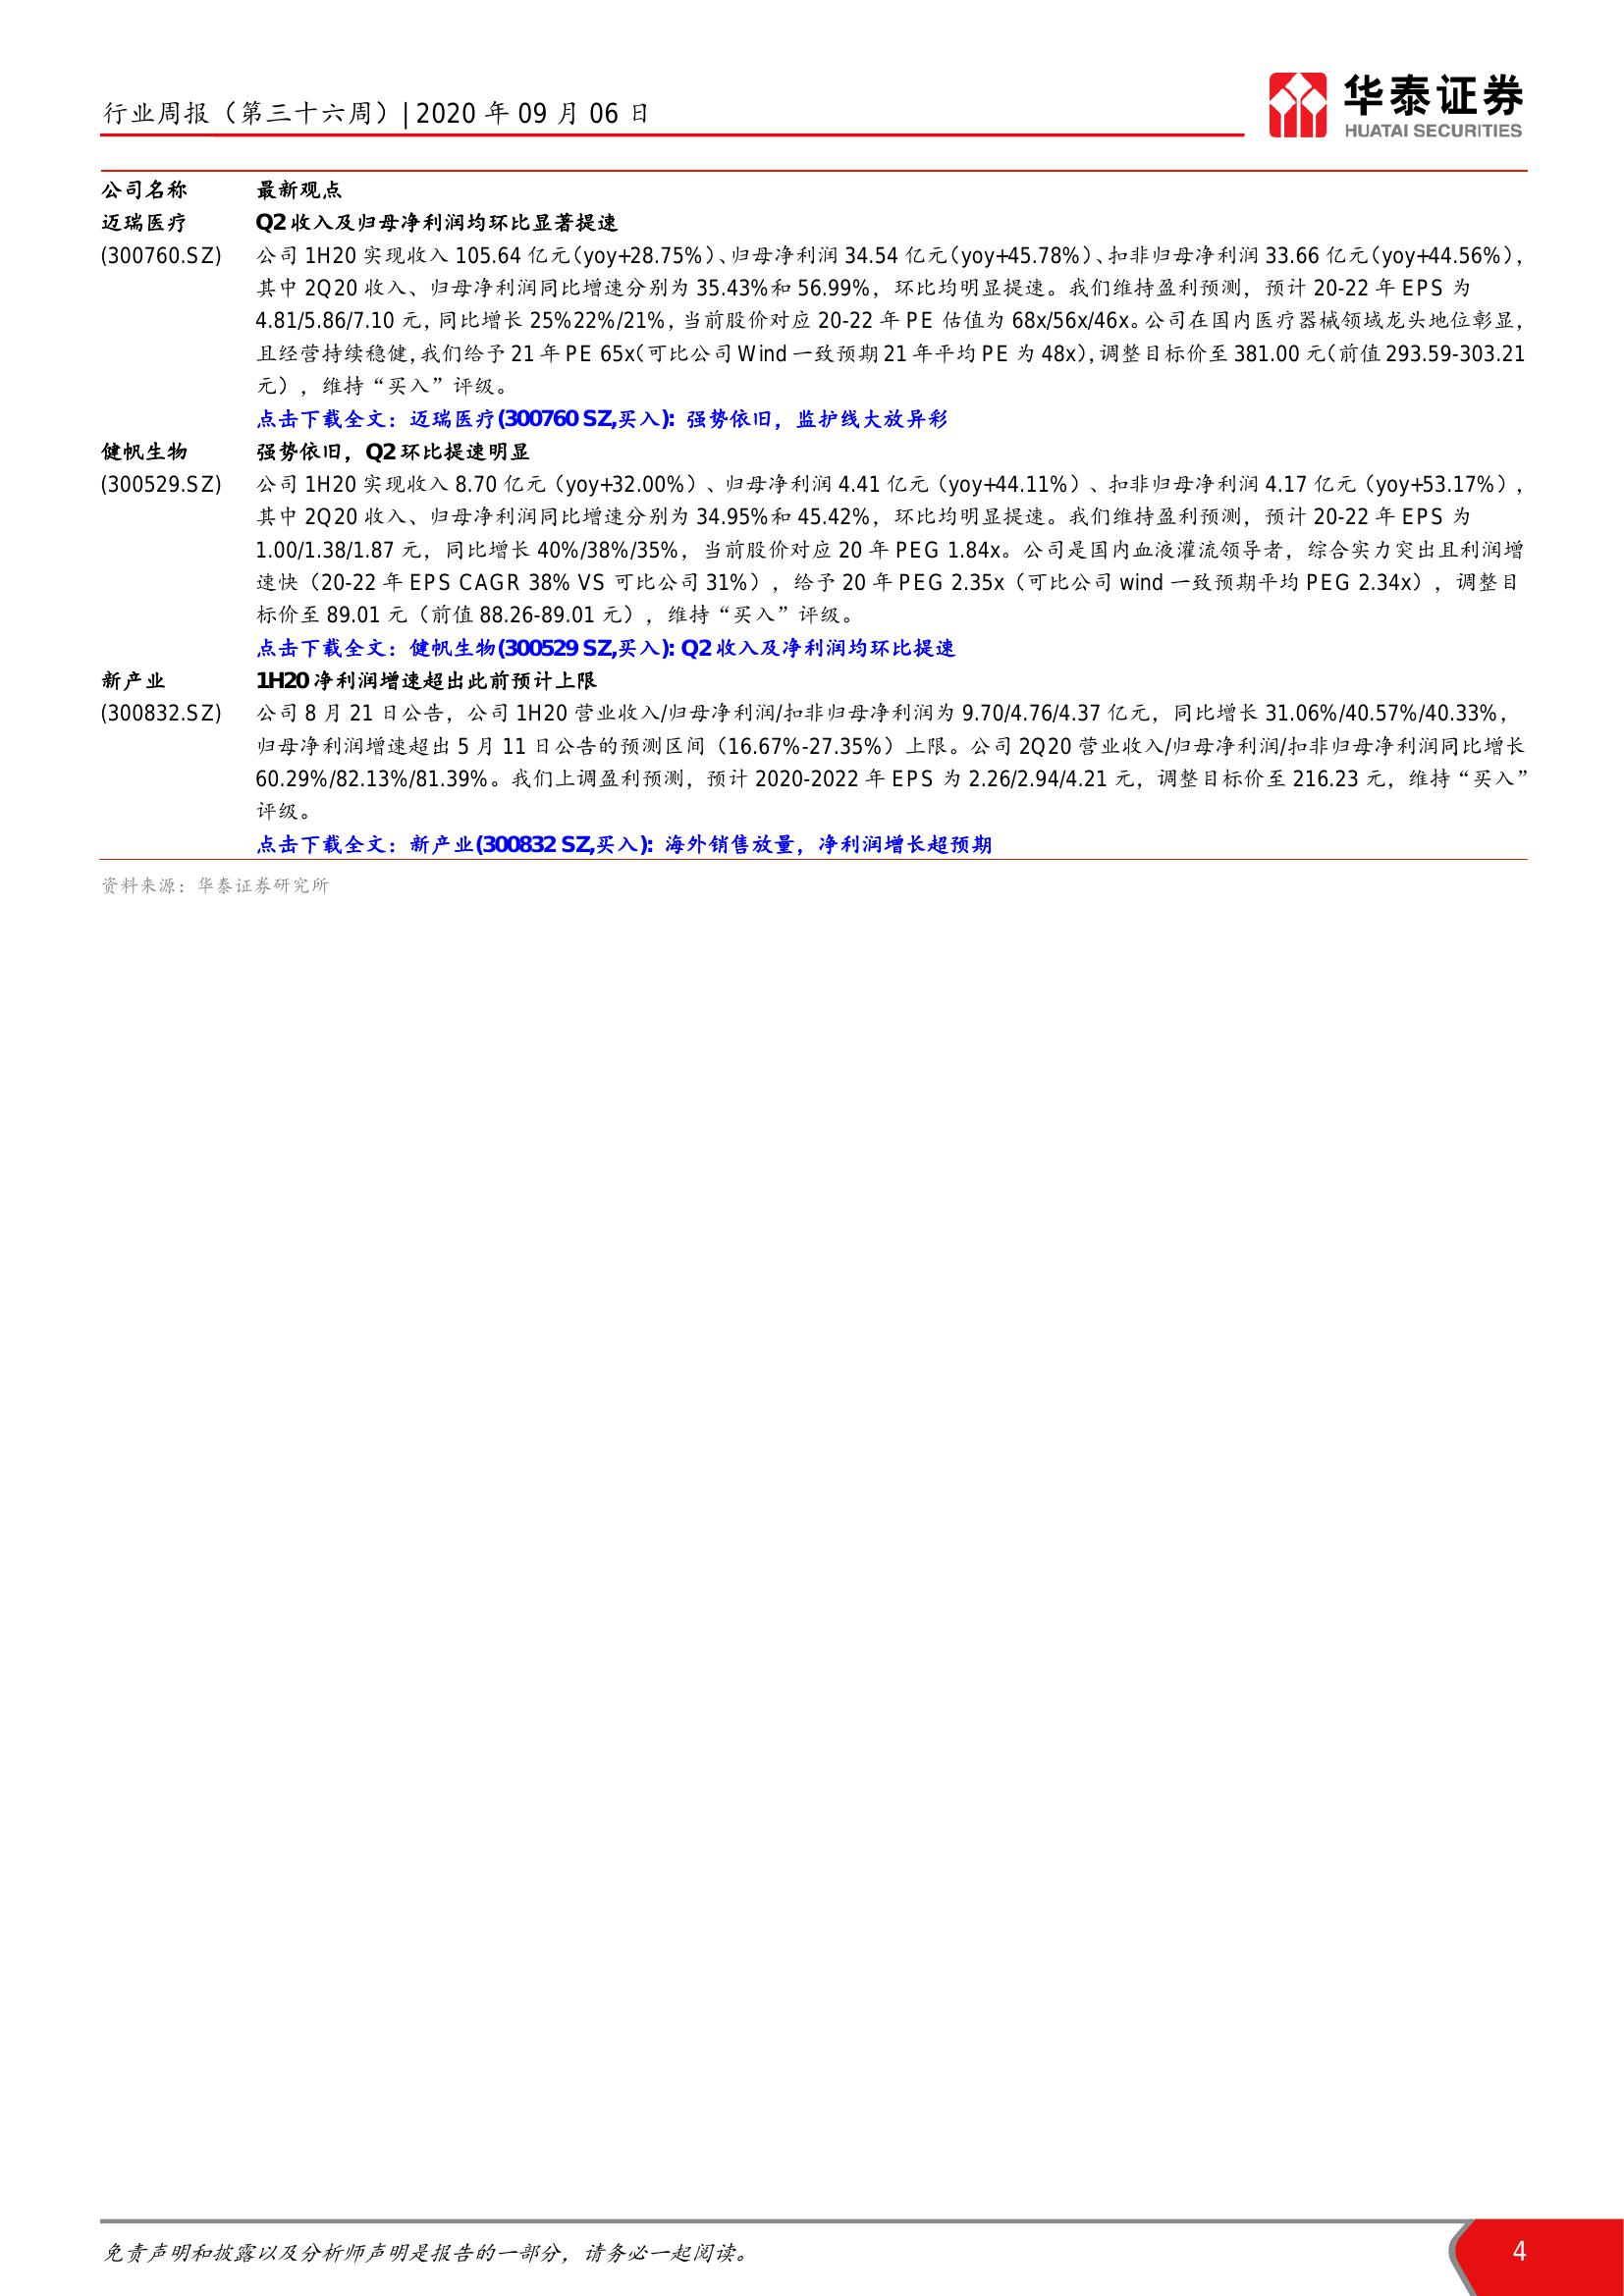 行业周报（第三十六周）| 2020 年 09 月 06 日
华泰证券
HUATAI SECURITIES
公司名称 最新观点
迈瑞医疗 Q2 收入及归母净利润均环比显著提速
(300760.SZ) 公司 1H20 实现收入 105.64 亿元（yoy+28.75%）、归母净利润 34.54 亿元（yoy+45.78%）、扣非归母净利润 33.66 亿元（yoy+44.56%），
其中 2Q20 收入、归母净利润同比增速分别为 35.43%和 56.99%，环比均明显提速。我们维持盈利预测，预计 20-22 年 EPS 为
4.81/5.86/7.10 元，同比增长 25%22%/21%，当前股价对应 20-22 年 PE 估值为 68x/56x/46x。公司在国内医疗器械领域龙头地位彰显，
且经营持续稳健，我们给予 21 年 PE 65x（可比公司 Wind 一致预期 21 年平均 PE 为 48x），调整目标价至 381.00 元（前值 293.59-303.21
元），维持“买入”评级。
点击下载全文：迈瑞医疗(300760 SZ,买入): 强势依旧，监护线大放异彩
健帆生物 强势依旧，Q2 环比提速明显
(300529.SZ) 公司 1H20 实现收入 8.70 亿元（yoy+32.00%）、归母净利润 4.41 亿元（yoy+44.11%）、扣非归母净利润 4.17 亿元（yoy+53.17%），
其中 2Q20 收入、归母净利润同比增速分别为 34.95%和 45.42%，环比均明显提速。我们维持盈利预测，预计 20-22 年 EPS 为
1.00/1.38/1.87 元，同比增长 40%/38%/35%，当前股价对应 20 年 PEG 1.84x。公司是国内血液灌流领导者，综合实力突出且利润增
速快（20-22 年 EPS CAGR 38% VS 可比公司 31%），给予 20 年 PEG 2.35x（可比公司 wind 一致预期平均 PEG 2.34x），调整目
标价至 89.01 元（前值 88.26-89.01 元），维持“买入”评级。
点击下载全文：健帆生物(300529 SZ,买入): Q2 收入及净利润均环比提速
新产业 1H20 净利润增速超出此前预计上限
(300832.SZ) 公司 8 月 21 日公告，公司 1H20 营业收入/归母净利润/扣非归母净利润为 9.70/4.76/4.37 亿元，同比增长 31.06%/40.57%/40.33%，
归母净利润增速超出 5 月 11 日公告的预测区间（16.67%-27.35%）上限。公司 2Q20 营业收入/归母净利润/扣非归母净利润同比增长
60.29%/82.13%/81.39%。我们上调盈利预测，预计 2020-2022 年 EPS 为 2.26/2.94/4.21 元，调整目标价至 216.23 元，维持“买入”
评级。
点击下载全文：新产业(300832 SZ,买入): 海外销售放量，净利润增长超预期
资料来源：华泰证券研究所
免责声明和披露以及分析师声明是报告的一部分，请务必一起阅读。 4